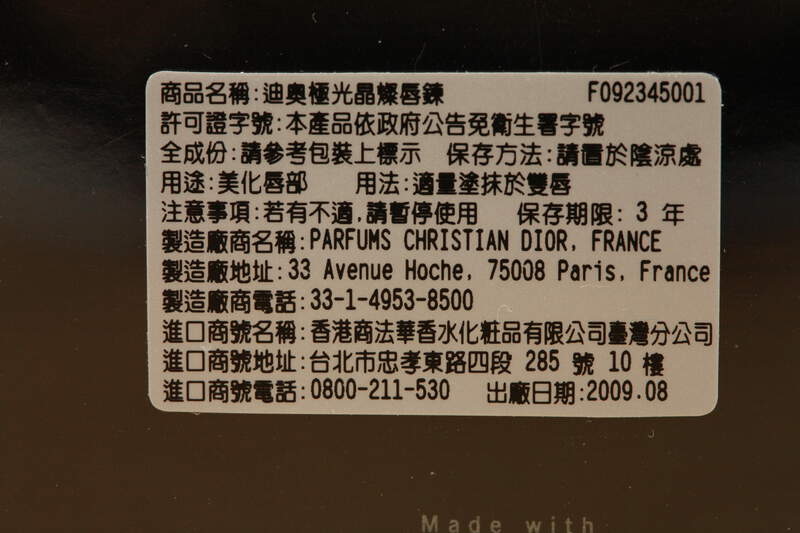 商品名稱:迪奧極光晶燦唇鍊 F092345001
許可證字號:本產品依政府公告免衛生署字號
全成份:請參考包裝上標示 保存方法:請置於陰涼處
用途:美化唇部 用法:適量塗抹於雙唇
注意事項:若有不適,請暫停使用 保存期限: 3 年
製造廠商名稱:PARFUMS CHRISTIAN DIOR, FRANCE
製造廠地址:33 Avenue Hoche, 75008 Paris, France
製造廠商電話:33-1-4953-8500
進口商號名稱:香港商法華香水化粧品有限公司臺灣分公司
進口商號地址:台北市忠孝東路四段 285 號 10 樓
進口商號電話:0800-211-530 出廠日期:2009.08
Made with